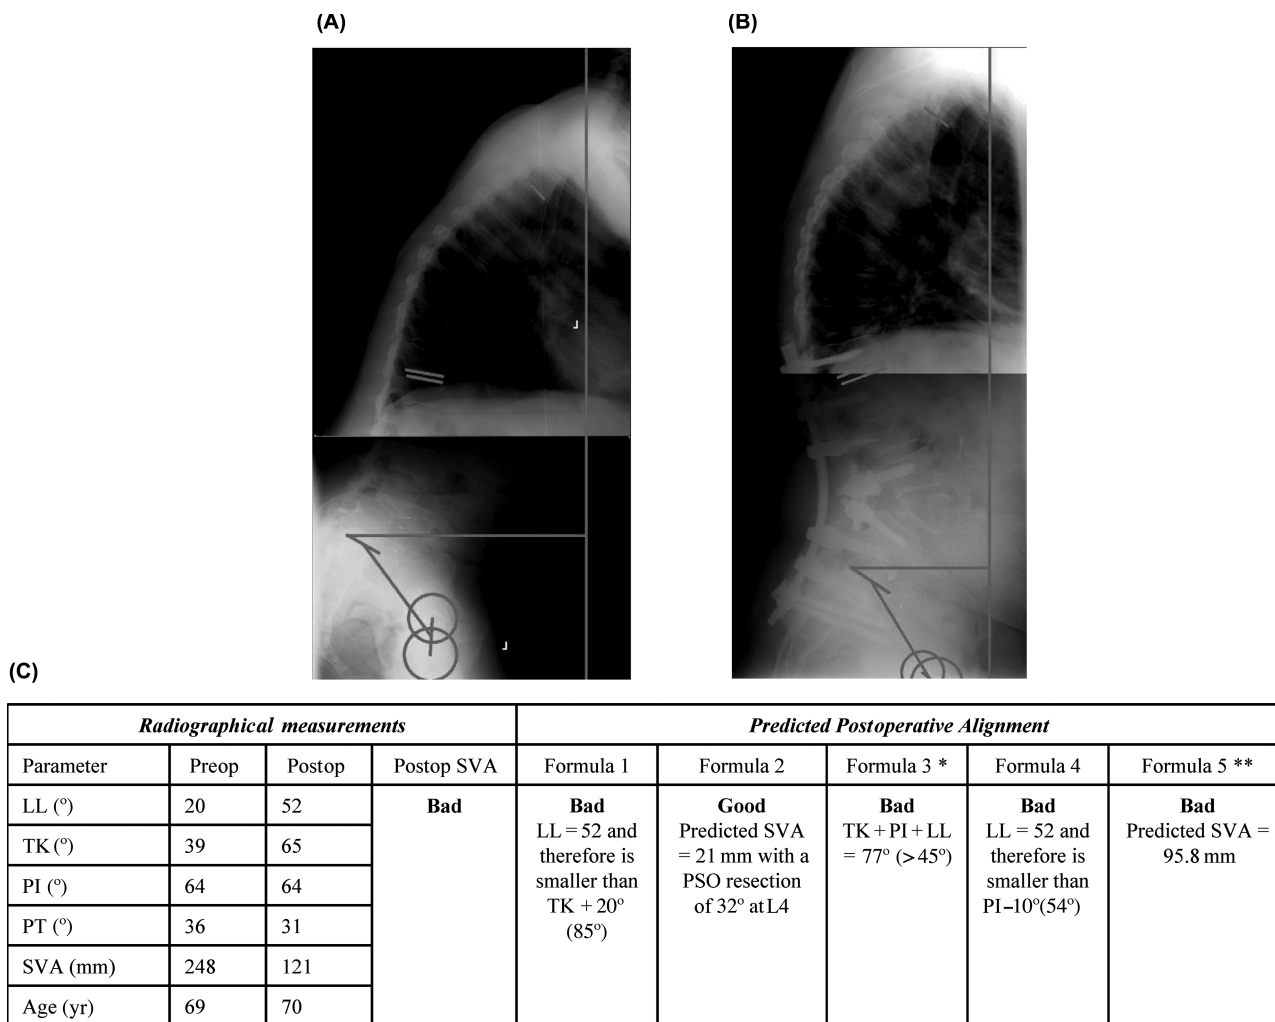 (A)
(B)
L
L
(C)
Radiographical measurements
Predicted Postoperative Alignment
Parameter
Preop
Postop
Postop SVA
Formula 1
Formula 2
Formula 3 *
Formula 4
Formula 5 **
LL (º)
20
52
Bad
Bad
LL = 52 and
therefore is
smaller than
TK + 20º
(85º)
Good
Predicted SVA
= 21 mm with a
PSO resection
of 32º at L4
Bad
TK + PI + LL
= 77º (> 45º)
Bad
LL = 52 and
therefore is
smaller than
PI–10º(54º)
Bad
Predicted SVA =
95.8 mm
TK (º)
39
65
PI (º)
64
64
PT (º)
36
31
SVA (mm)
248
121
Age (yr)
69
70